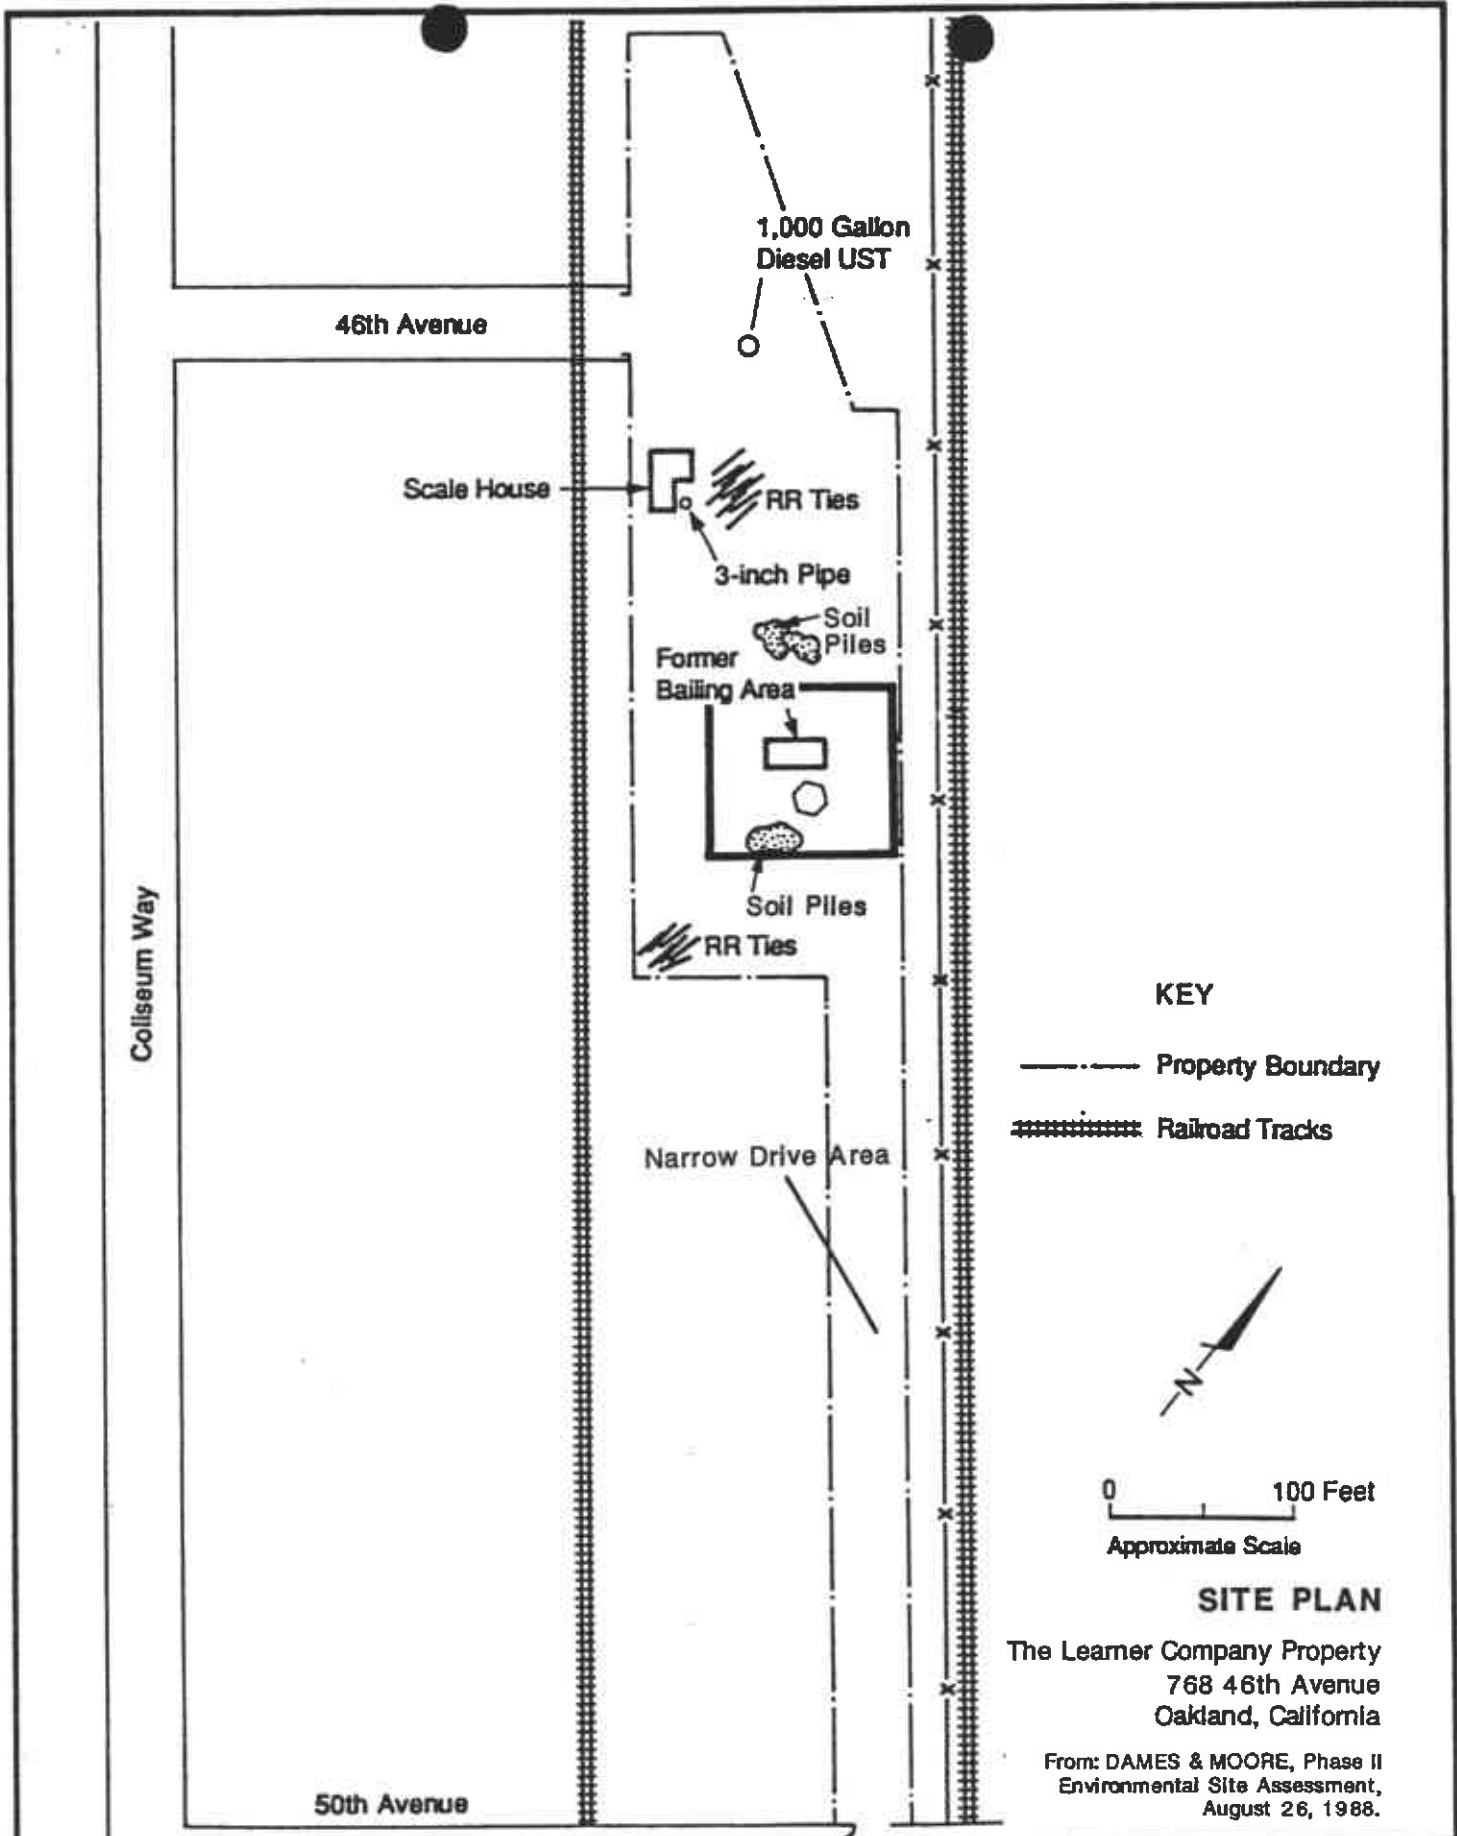 1,000 Gallon
Diesel UST
46th Avenue
Scale House
RR Ties
3-inch Pipe
Soil
Piles
Former
Bailing Area
Soil Piles
RR Ties
Coliseum Way
KEY
Property Boundary
Railroad Tracks
Narrow Drive Area
N
0 100 Feet
Approximate Scale
SITE PLAN
The Learner Company Property
768 46th Avenue
Oakland, California
From: DAMES & MOORE, Phase II
Environmental Site Assessment,
August 26, 1988.
50th Avenue